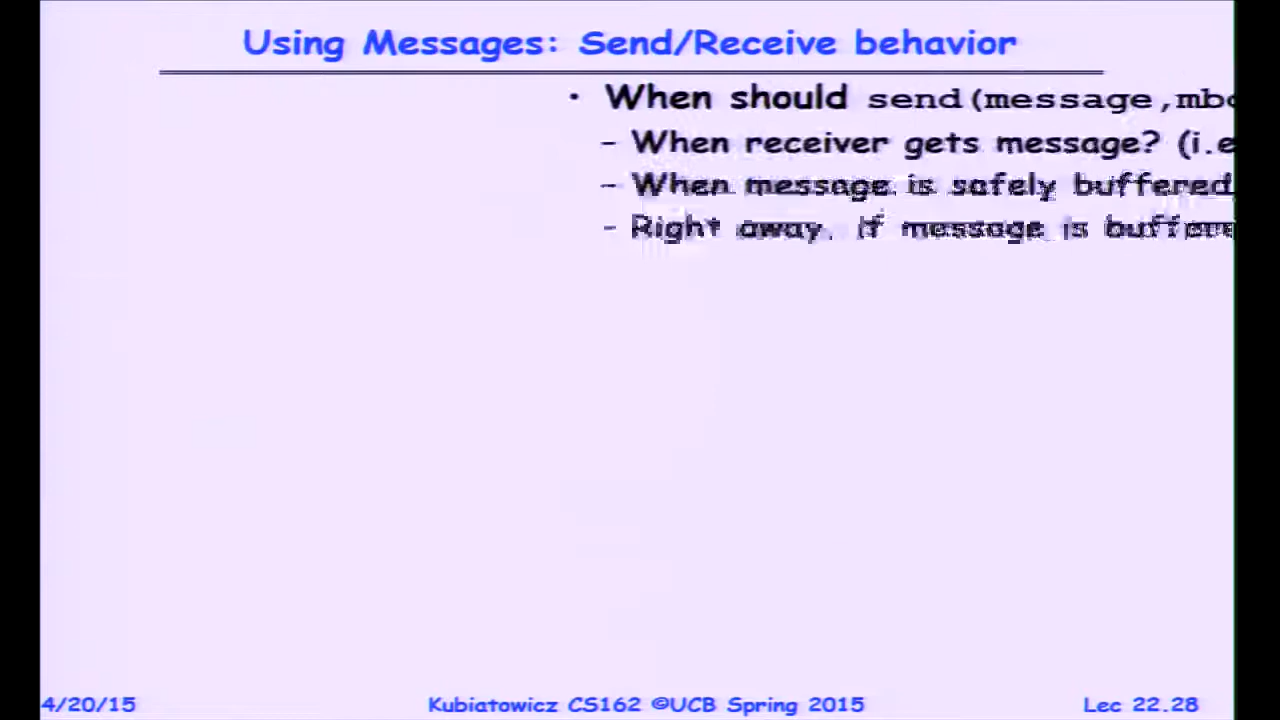 Using Messages: Send/Receive behavior
• When should send(message,mbo
– When receiver gets message? (i.e
– When message is safely buffered
– Right away, if message is buffere
4/20/15
Kubiatowicz CS162 ©UCB Spring 2015
Lec 22.28